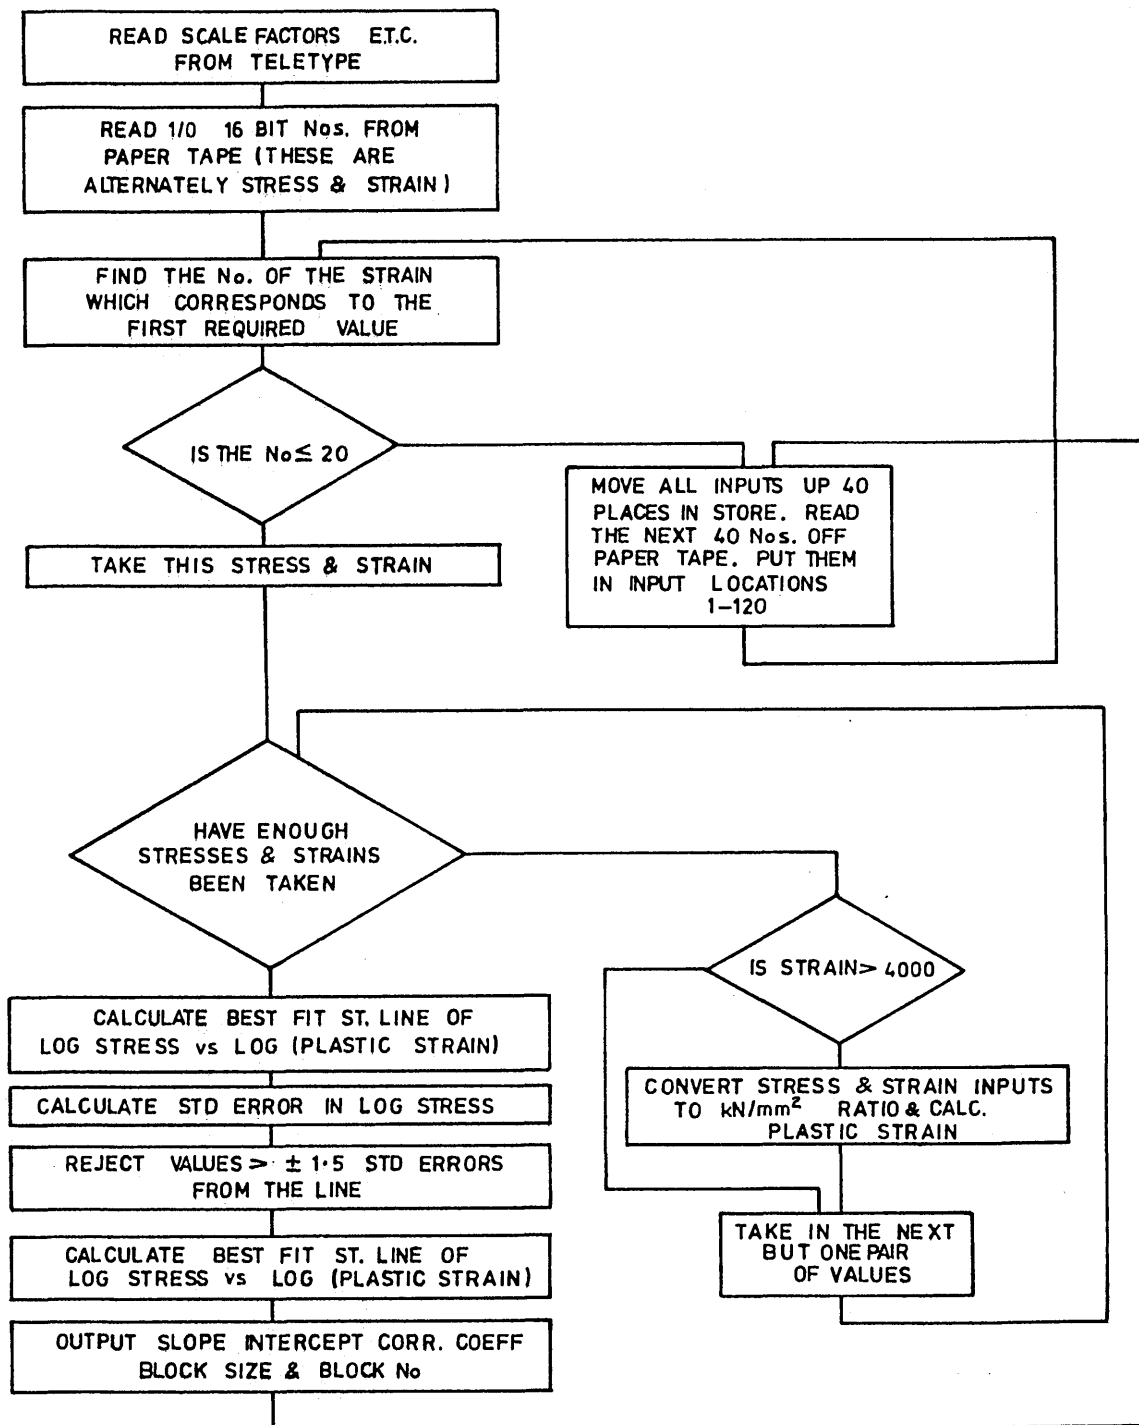 READ SCALE FACTORS E.T.C.
FROM TELETYPE
READ 1/0 16 BIT Nos. FROM
PAPER TAPE (THESE ARE
ALTERNATELY STRESS & STRAIN)
FIND THE No. OF THE STRAIN
WHICH CORRESPONDS TO THE
FIRST REQUIRED VALUE
IS THE No ≤ 20
MOVE ALL INPUTS UP 40
PLACES IN STORE. READ
THE NEXT 40 Nos. OFF
PAPER TAPE. PUT THEM
IN INPUT LOCATIONS
1-120
TAKE THIS STRESS & STRAIN
HAVE ENOUGH
STRESSES & STRAINS
BEEN TAKEN
IS STRAIN > 4000
CONVERT STRESS & STRAIN INPUTS
TO kN/mm² RATIO & CALC.
PLASTIC STRAIN
TAKE IN THE NEXT
BUT ONE PAIR
OF VALUES
CALCULATE BEST FIT ST. LINE OF
LOG STRESS vs LOG (PLASTIC STRAIN)
CALCULATE STD ERROR IN LOG STRESS
REJECT VALUES > ± 1·5 STD ERRORS
FROM THE LINE
CALCULATE BEST FIT ST. LINE OF
LOG STRESS vs LOG (PLASTIC STRAIN)
OUTPUT SLOPE INTERCEPT CORR. COEFF
BLOCK SIZE & BLOCK No